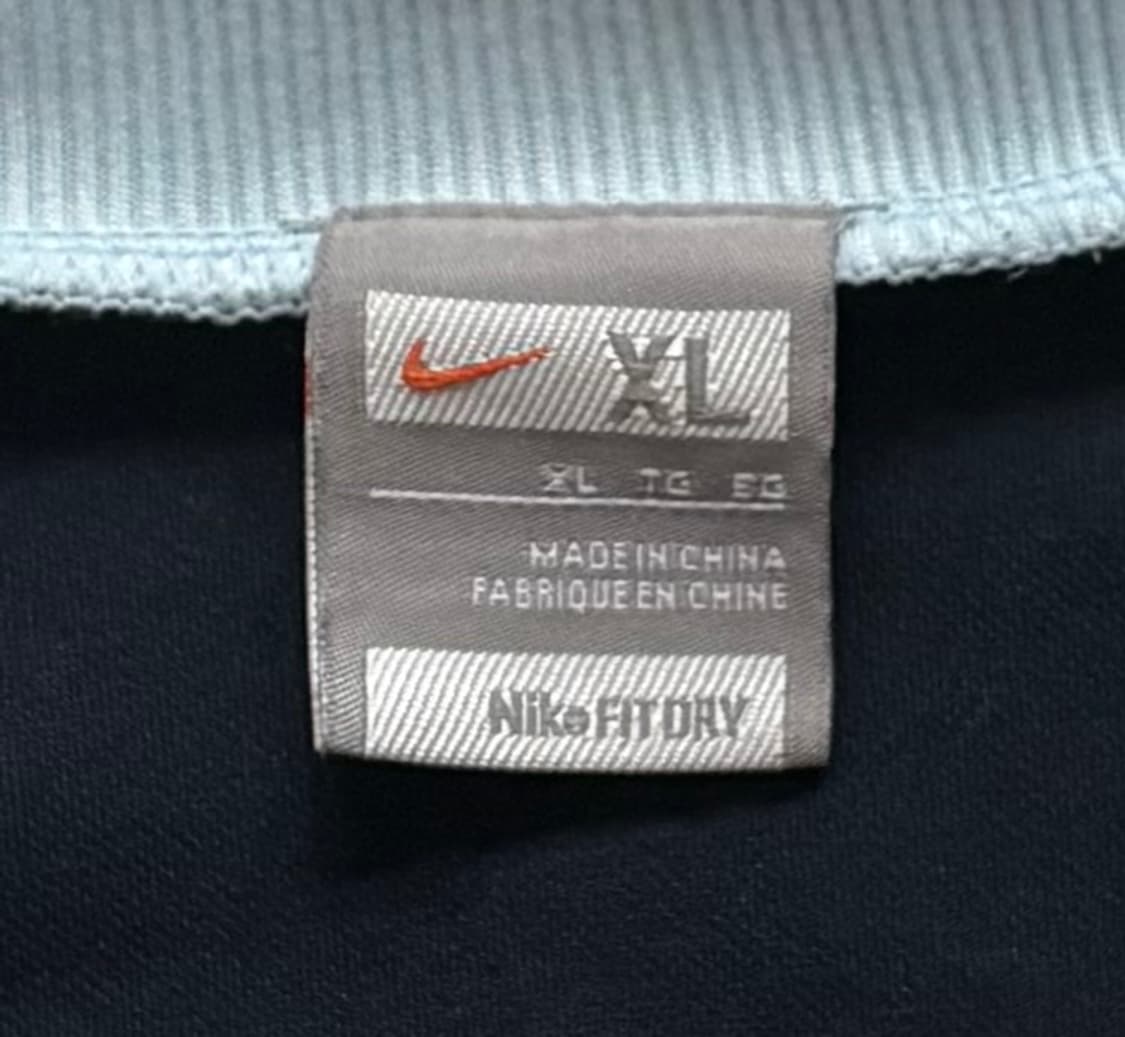 XL
XL TG EG
MADE IN CHINA
FABRIQUE EN CHINE
Nike FIT DRY